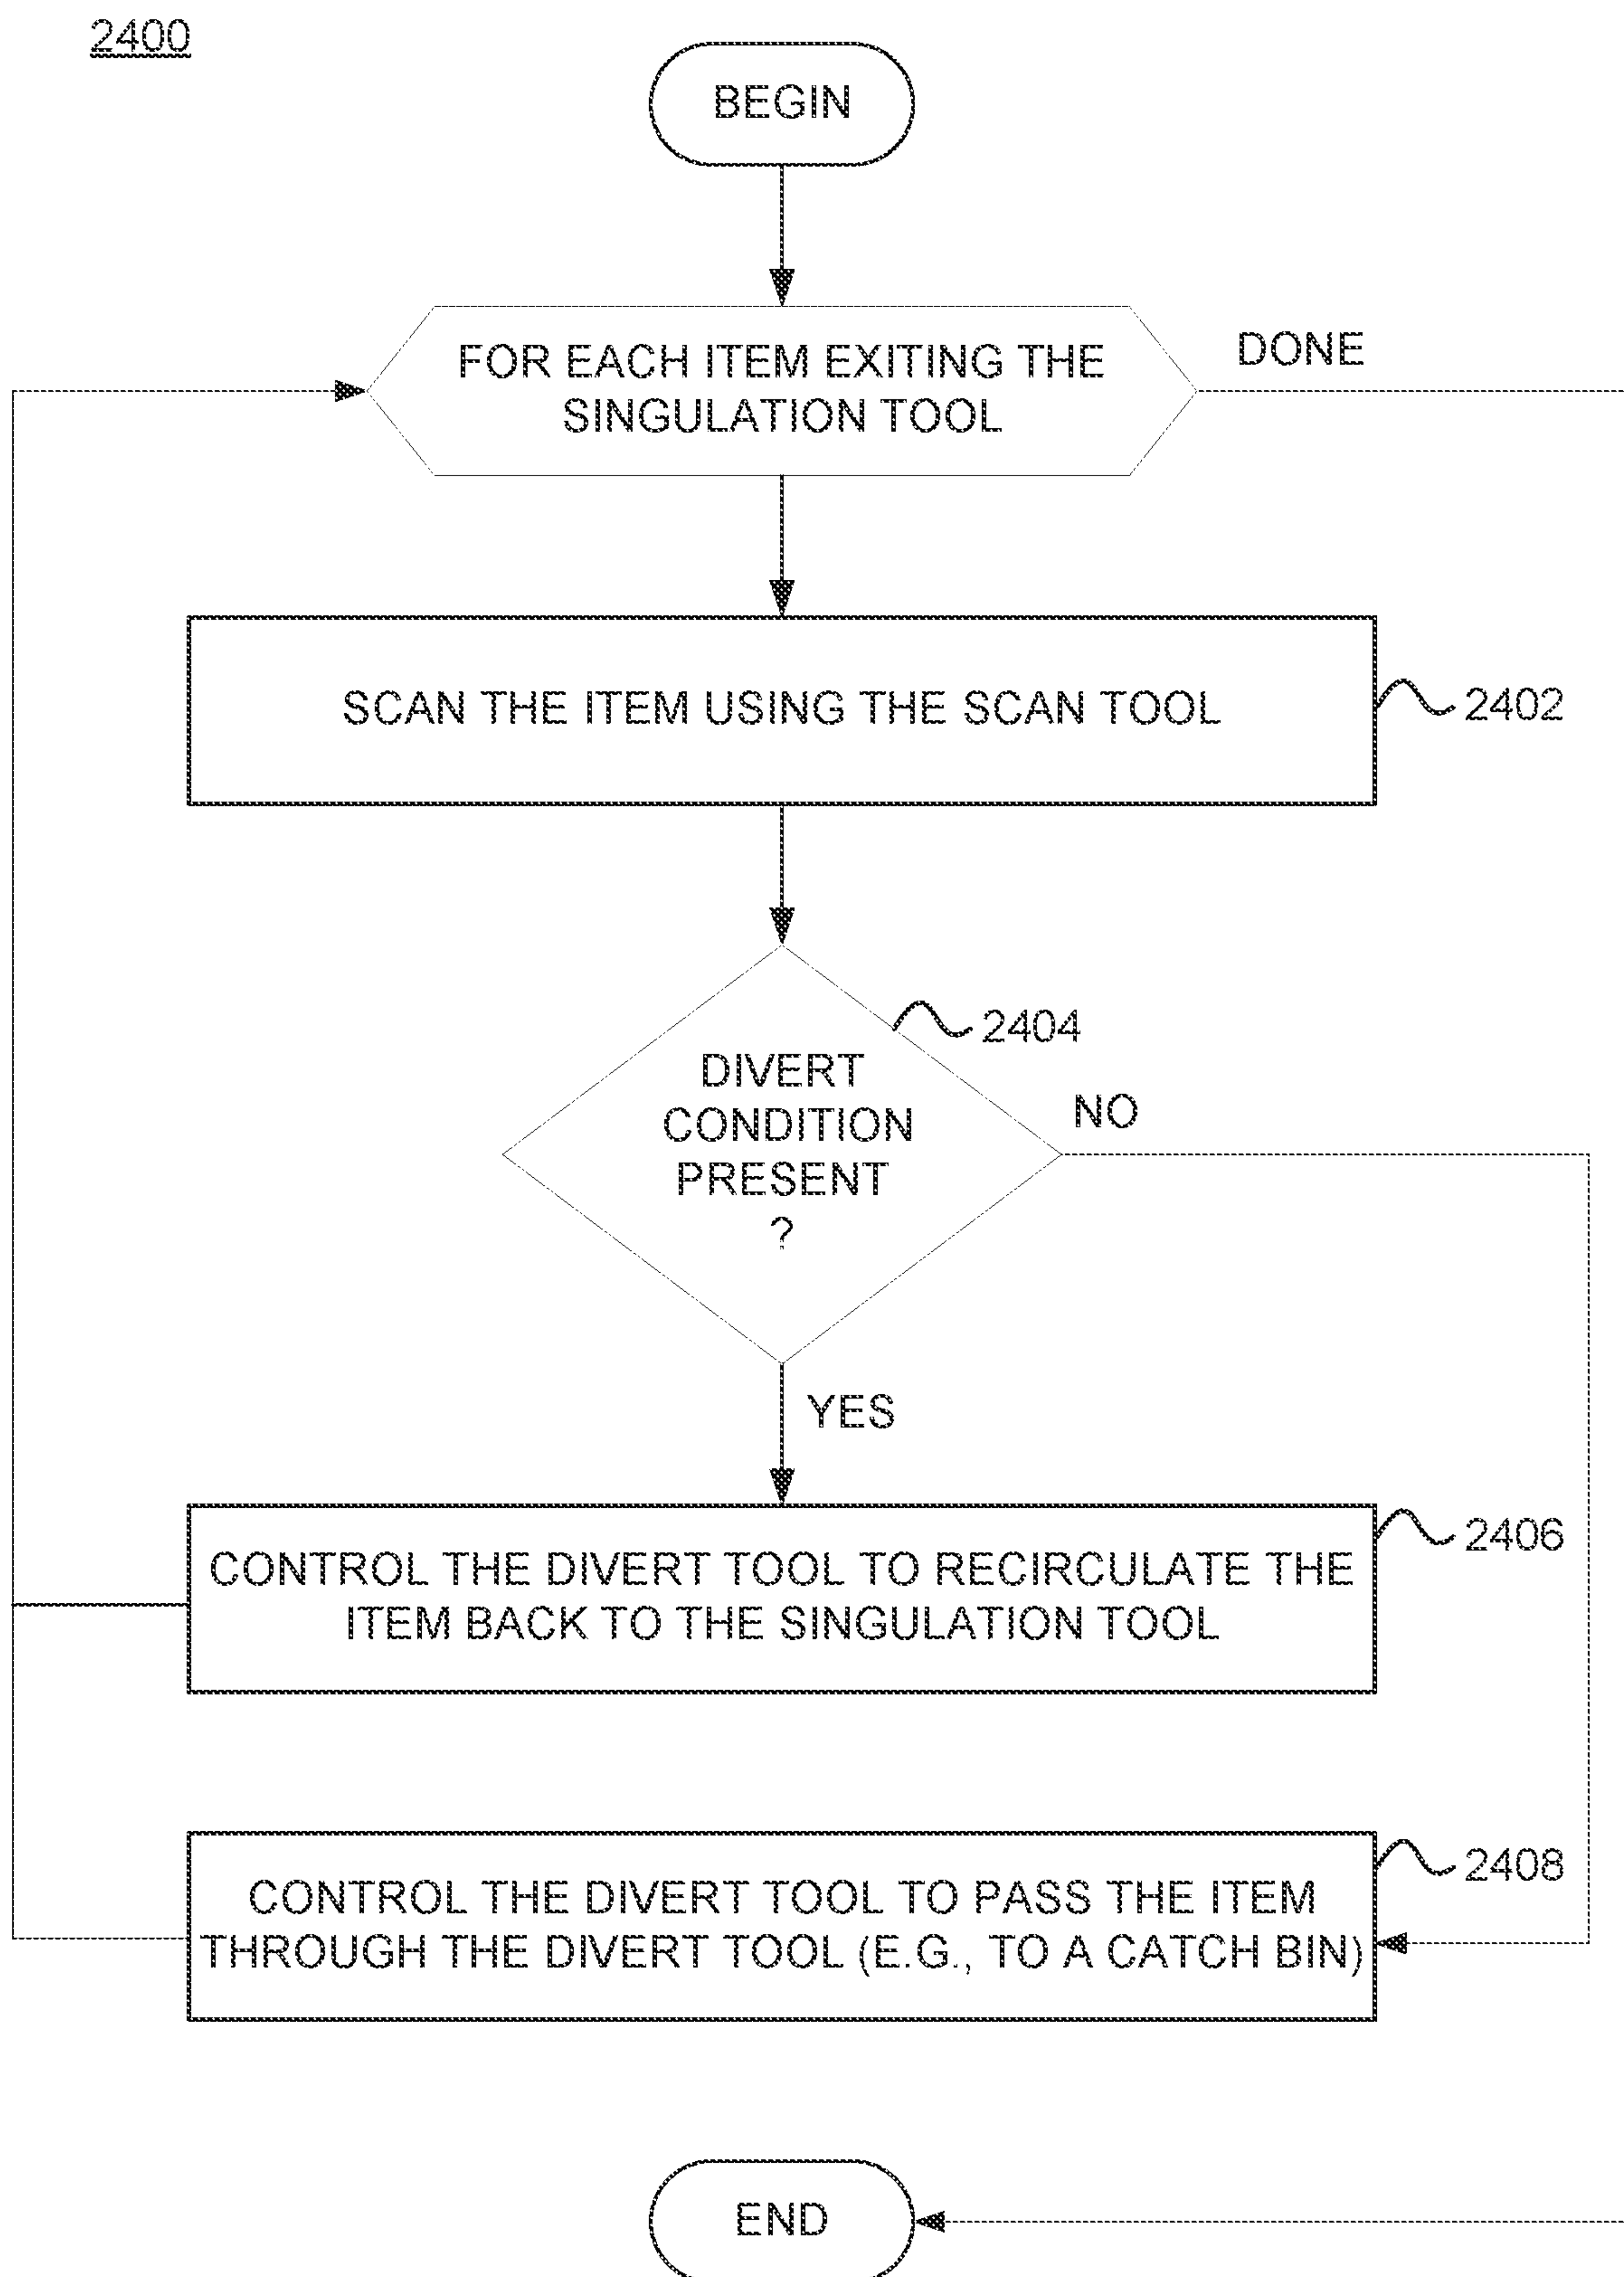 2400
BEGIN
FOR EACH ITEM EXITING THE
SINGULATION TOOL
DONE
SCAN THE ITEM USING THE SCAN TOOL
2402
2404
DIVERT
CONDITION
PRESENT
?
NO
YES
CONTROL THE DIVERT TOOL TO RECIRCULATE THE
ITEM BACK TO THE SINGULATION TOOL
2406
CONTROL THE DIVERT TOOL TO PASS THE ITEM
THROUGH THE DIVERT TOOL (E.G., TO A CATCH BIN)
2408
END